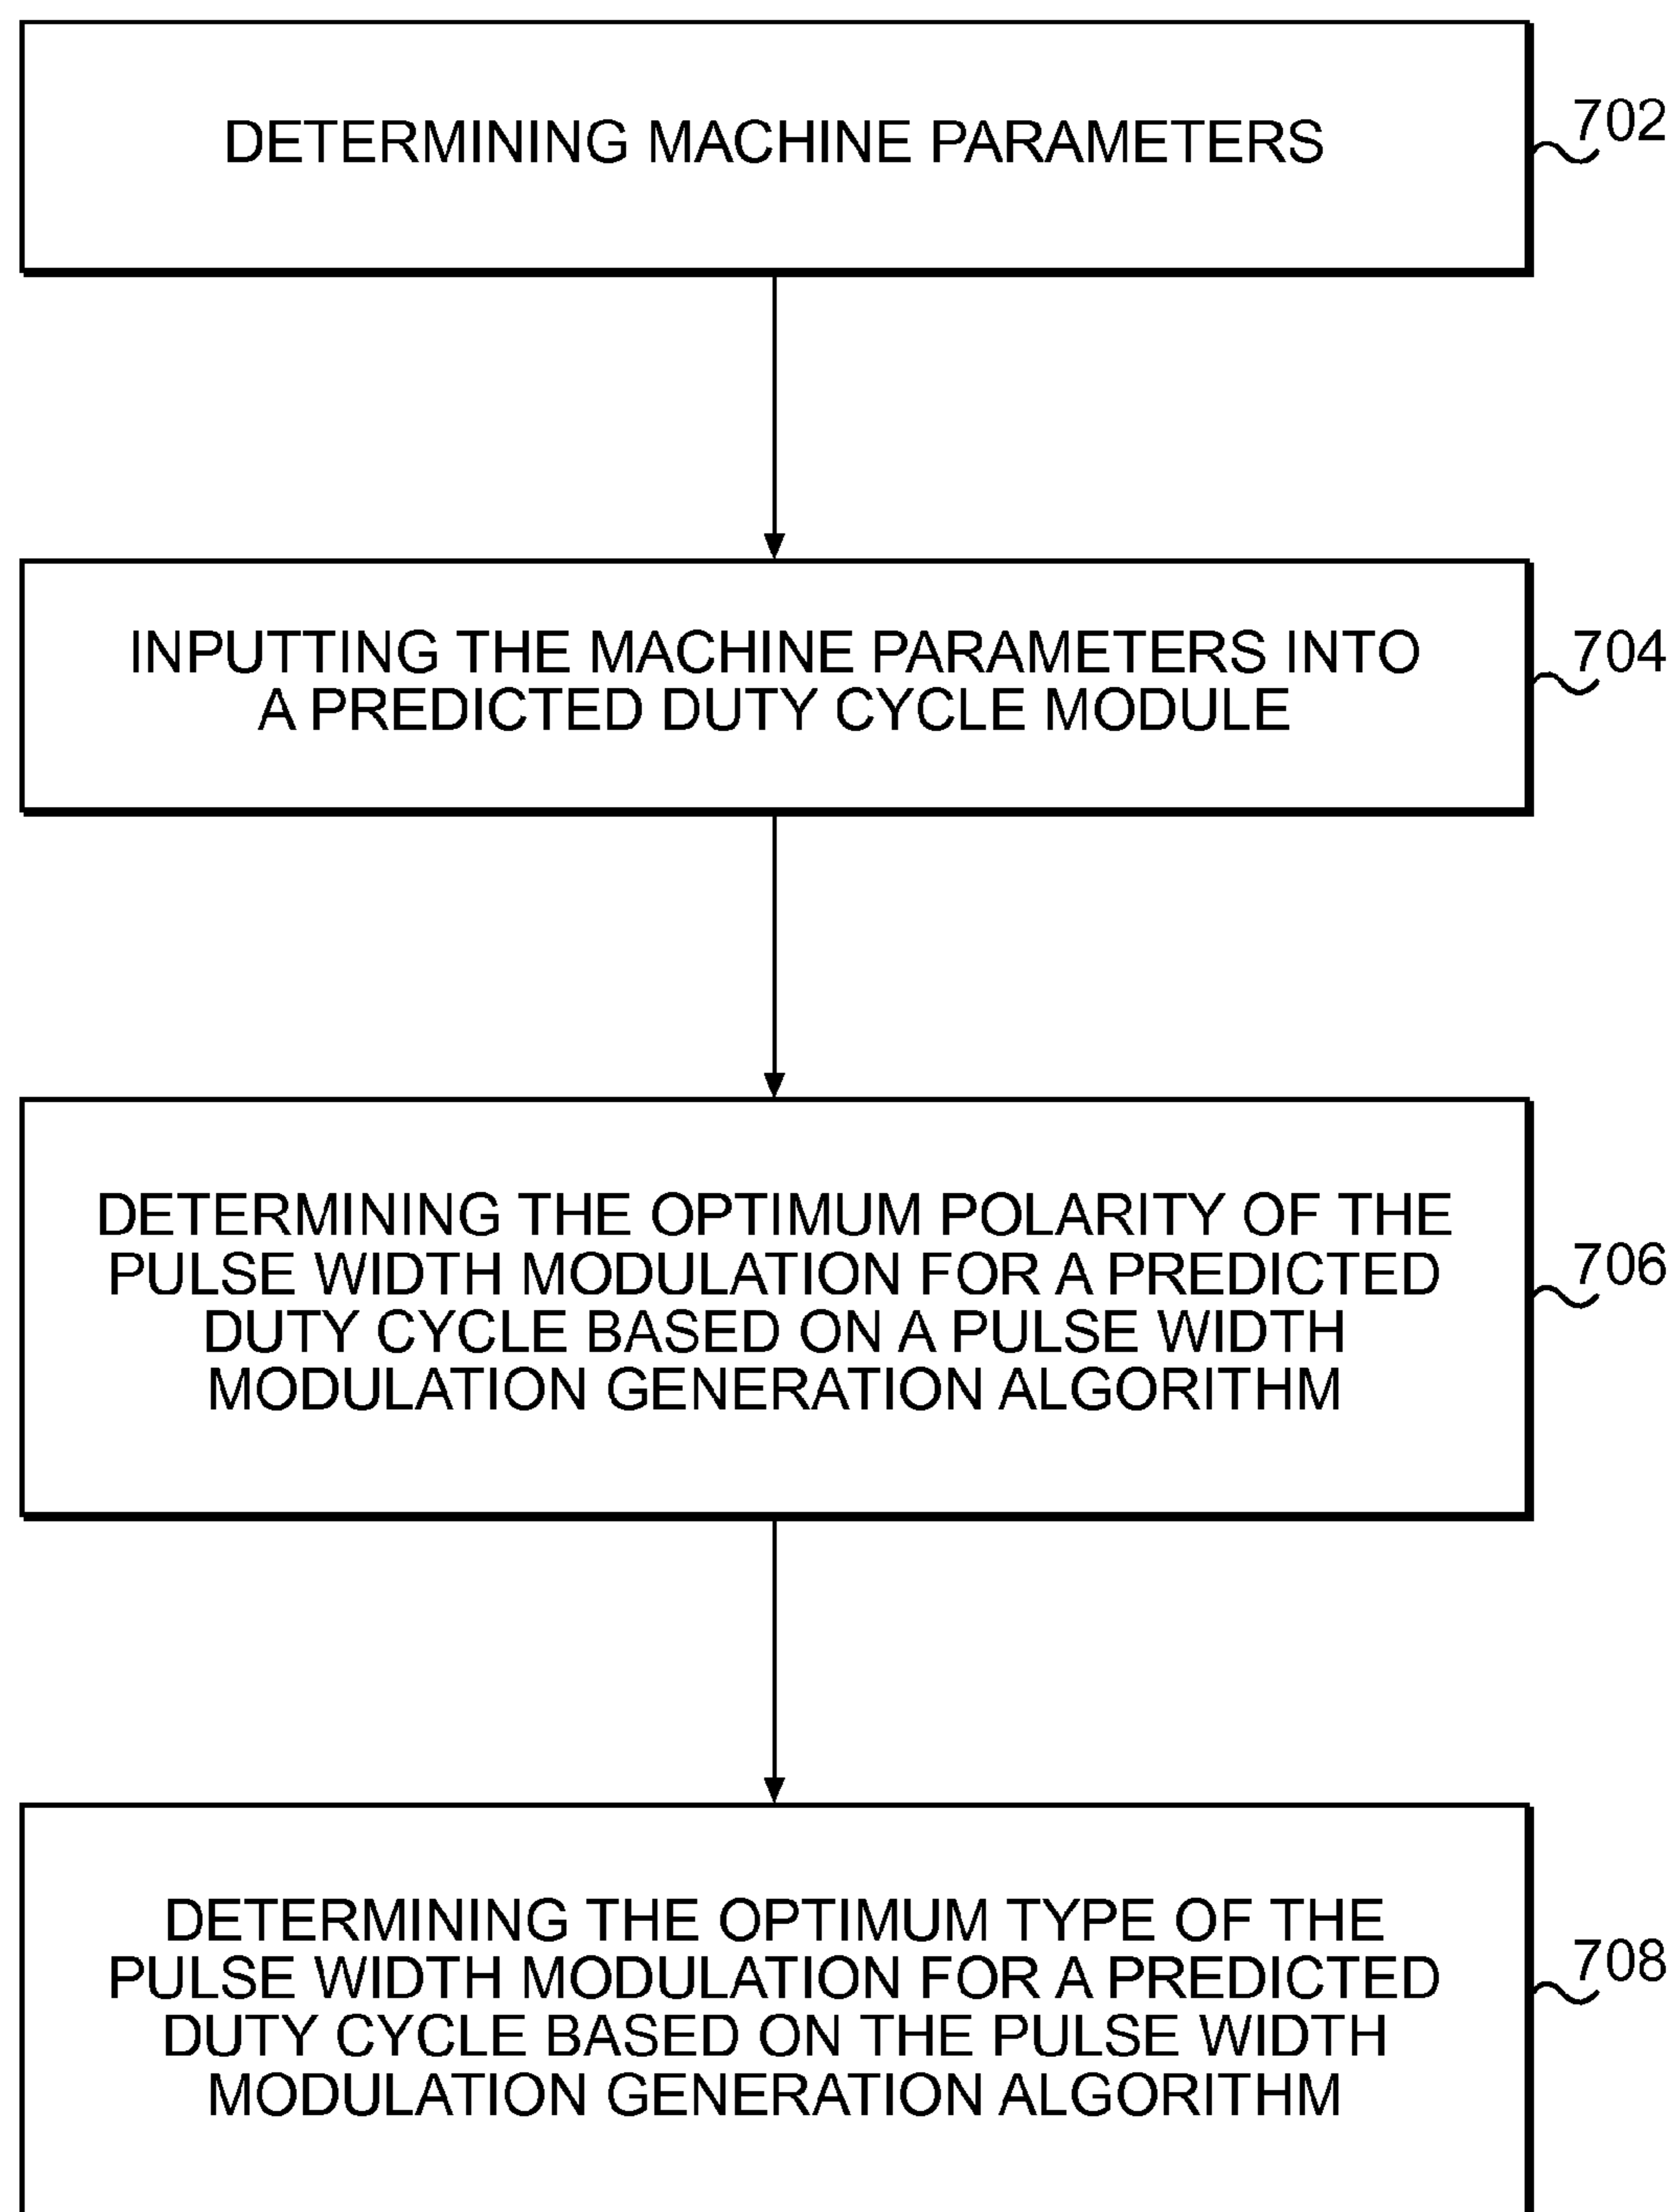 DETERMINING MACHINE PARAMETERS
702
INPUTTING THE MACHINE PARAMETERS INTO
A PREDICTED DUTY CYCLE MODULE
704
DETERMINING THE OPTIMUM POLARITY OF THE
PULSE WIDTH MODULATION FOR A PREDICTED
DUTY CYCLE BASED ON A PULSE WIDTH
MODULATION GENERATION ALGORITHM
706
DETERMINING THE OPTIMUM TYPE OF THE
PULSE WIDTH MODULATION FOR A PREDICTED
DUTY CYCLE BASED ON THE PULSE WIDTH
MODULATION GENERATION ALGORITHM
708